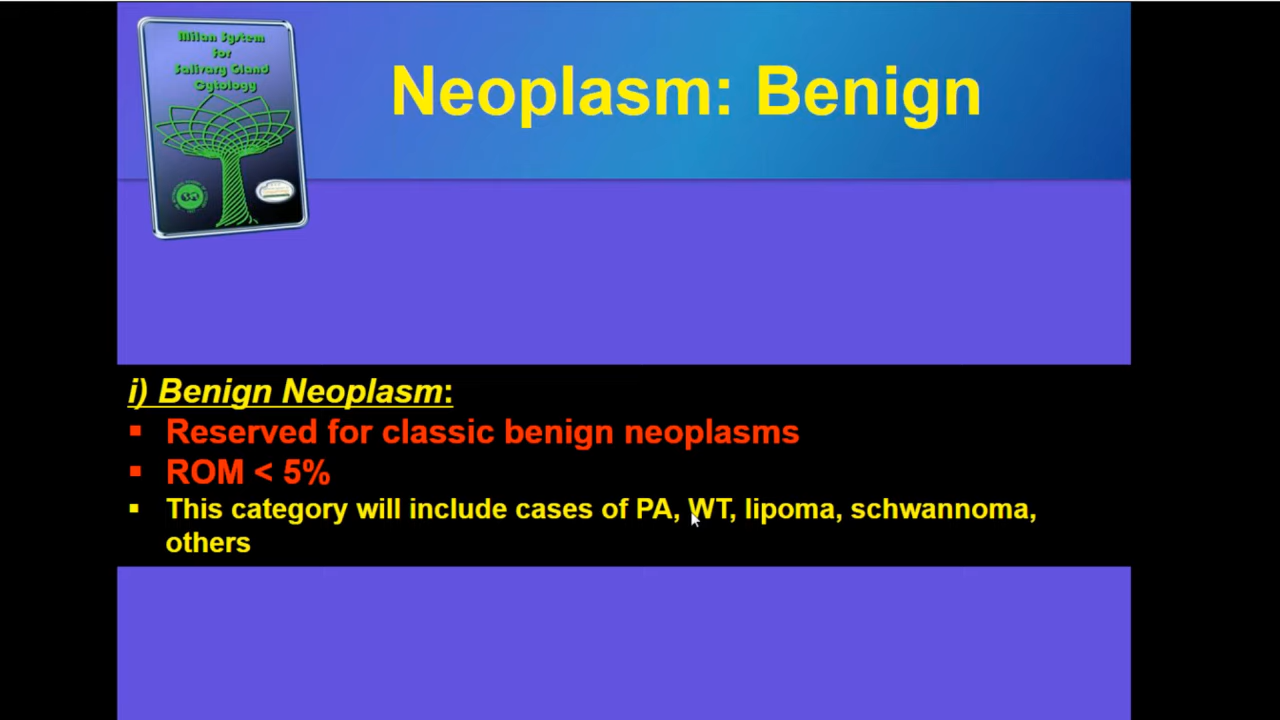 Milan System
For
Salivary Gland
Cytology
Neoplasm: Benign
i) Benign Neoplasm:
▪ Reserved for classic benign neoplasms
▪ ROM < 5%
▪ This category will include cases of PA, WT, lipoma, schwannoma,
others